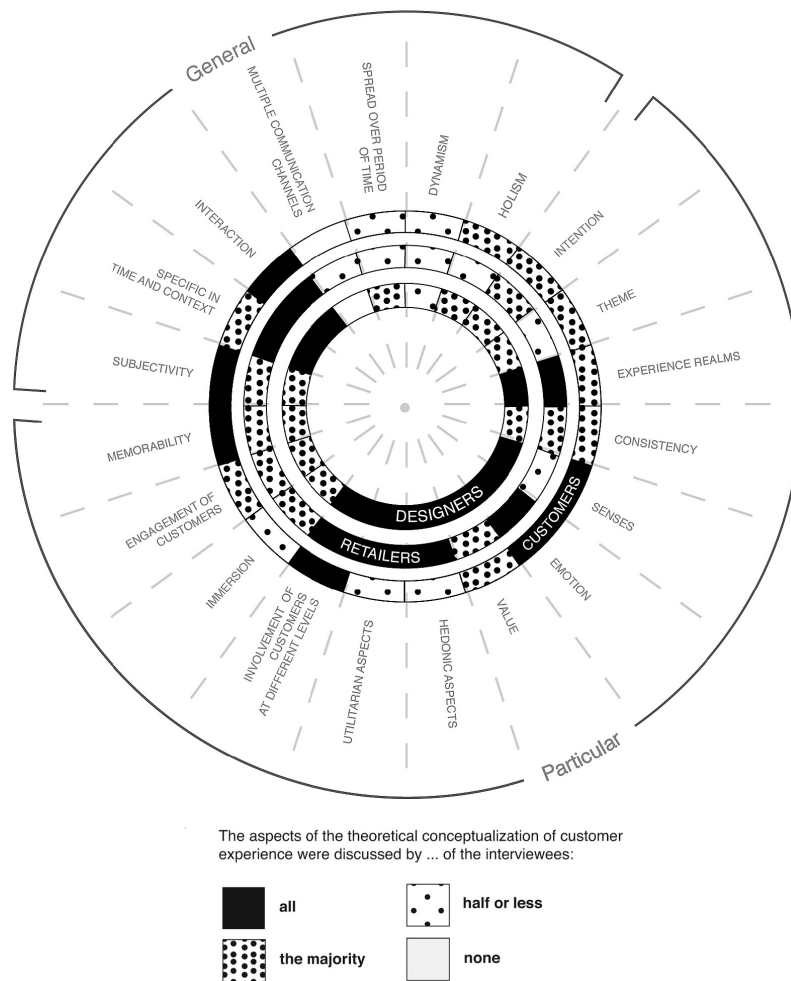 General
MULTIPLE COMMUNICATION
CHANNELS
SPREAD OVER PERIOD
OF TIME
DYNAMISM
HOLISM
INTENTION
THEME
EXPERIENCE REALMS
CONSISTENCY
SENSES
EMOTION
VALUE
HEDONIC ASPECTS
UTILITARIAN ASPECTS
INVOLVEMENT OF
CUSTOMERS
AT DIFFERENT LEVELS
IMMERSION
ENGAGEMENT OF
CUSTOMERS
MEMORABILITY
SUBJECTIVITY
SPECIFIC IN
TIME AND CONTEXT
INTERACTION
DESIGNERS
RETAILERS
CUSTOMERS
Particular
The aspects of the theoretical conceptualization of customer
experience were discussed by ... of the interviewees:
all
half or less
the majority
none